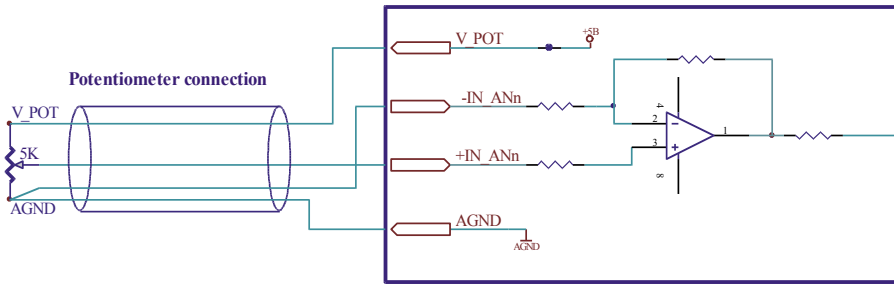 V_POT
+5B
Potentiometer connection
V_POT
-IN_ANn
4
2
1
5K
+IN_ANn
3
8
AGND
AGND
AGND